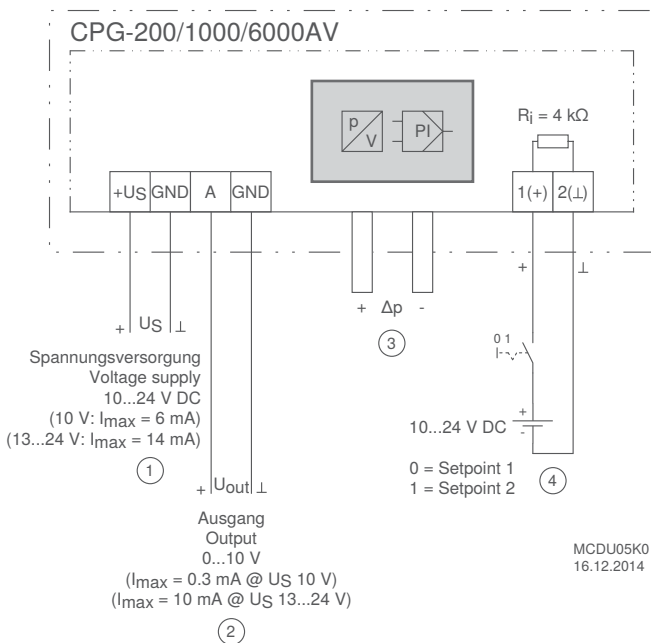 CPG-200/1000/6000AV
p
V
PI
Ri = 4 kΩ
+US GND A GND
1(+) 2(⊥)
+ ⊥
+ US ⊥
+ Δp -
3
0 1
Spannungsversorgung
Voltage supply
10...24 V DC
(10 V: Imax = 6 mA)
(13...24 V: Imax = 14 mA)
1
+
10...24 V DC
-
0 = Setpoint 1
1 = Setpoint 2
4
+ Uout ⊥
Ausgang
Output
0...10 V
(Imax = 0.3 mA @ US 10 V)
(Imax = 10 mA @ US 13...24 V)
2
MCDU05K0
16.12.2014